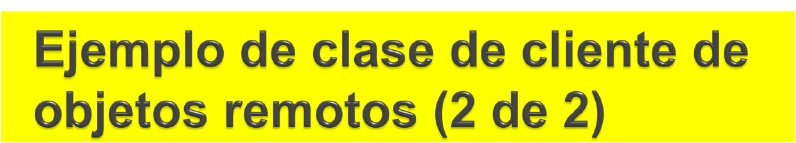 Ejemplo de clase de cliente de
objetos remotos (2 de 2)